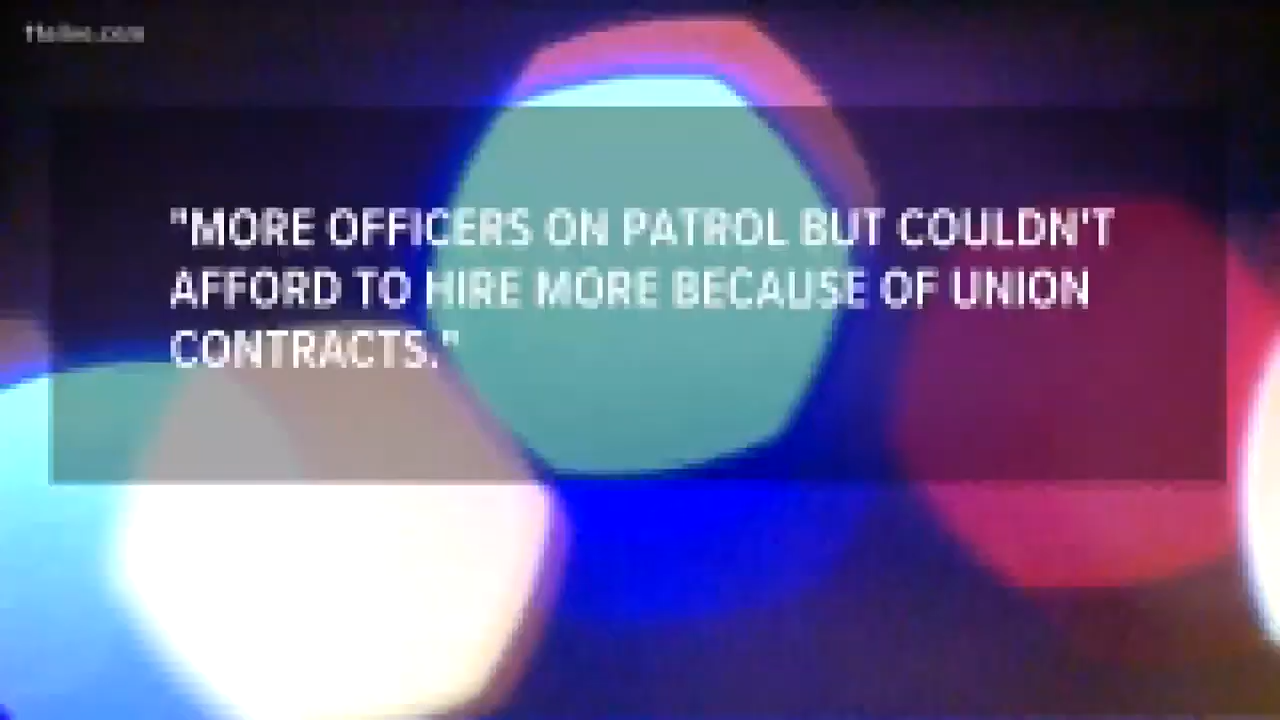 "MORE OFFICERS ON PATROL BUT COULDN'T
AFFORD TO HIRE MORE BECAUSE OF UNION
CONTRACTS."